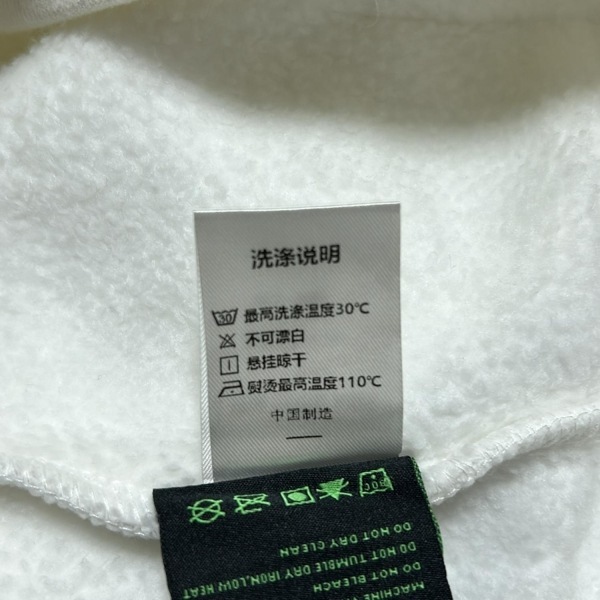 洗涤说明
30 最高洗涤温度30℃
不可漂白
悬挂晾干
熨烫最高温度110℃
中国制造
30
MACHINE
DO NOT BLEACH
DO NOT TUMBLE DRY IRON,LOW HEAT
DO NOT DRY CLEAN